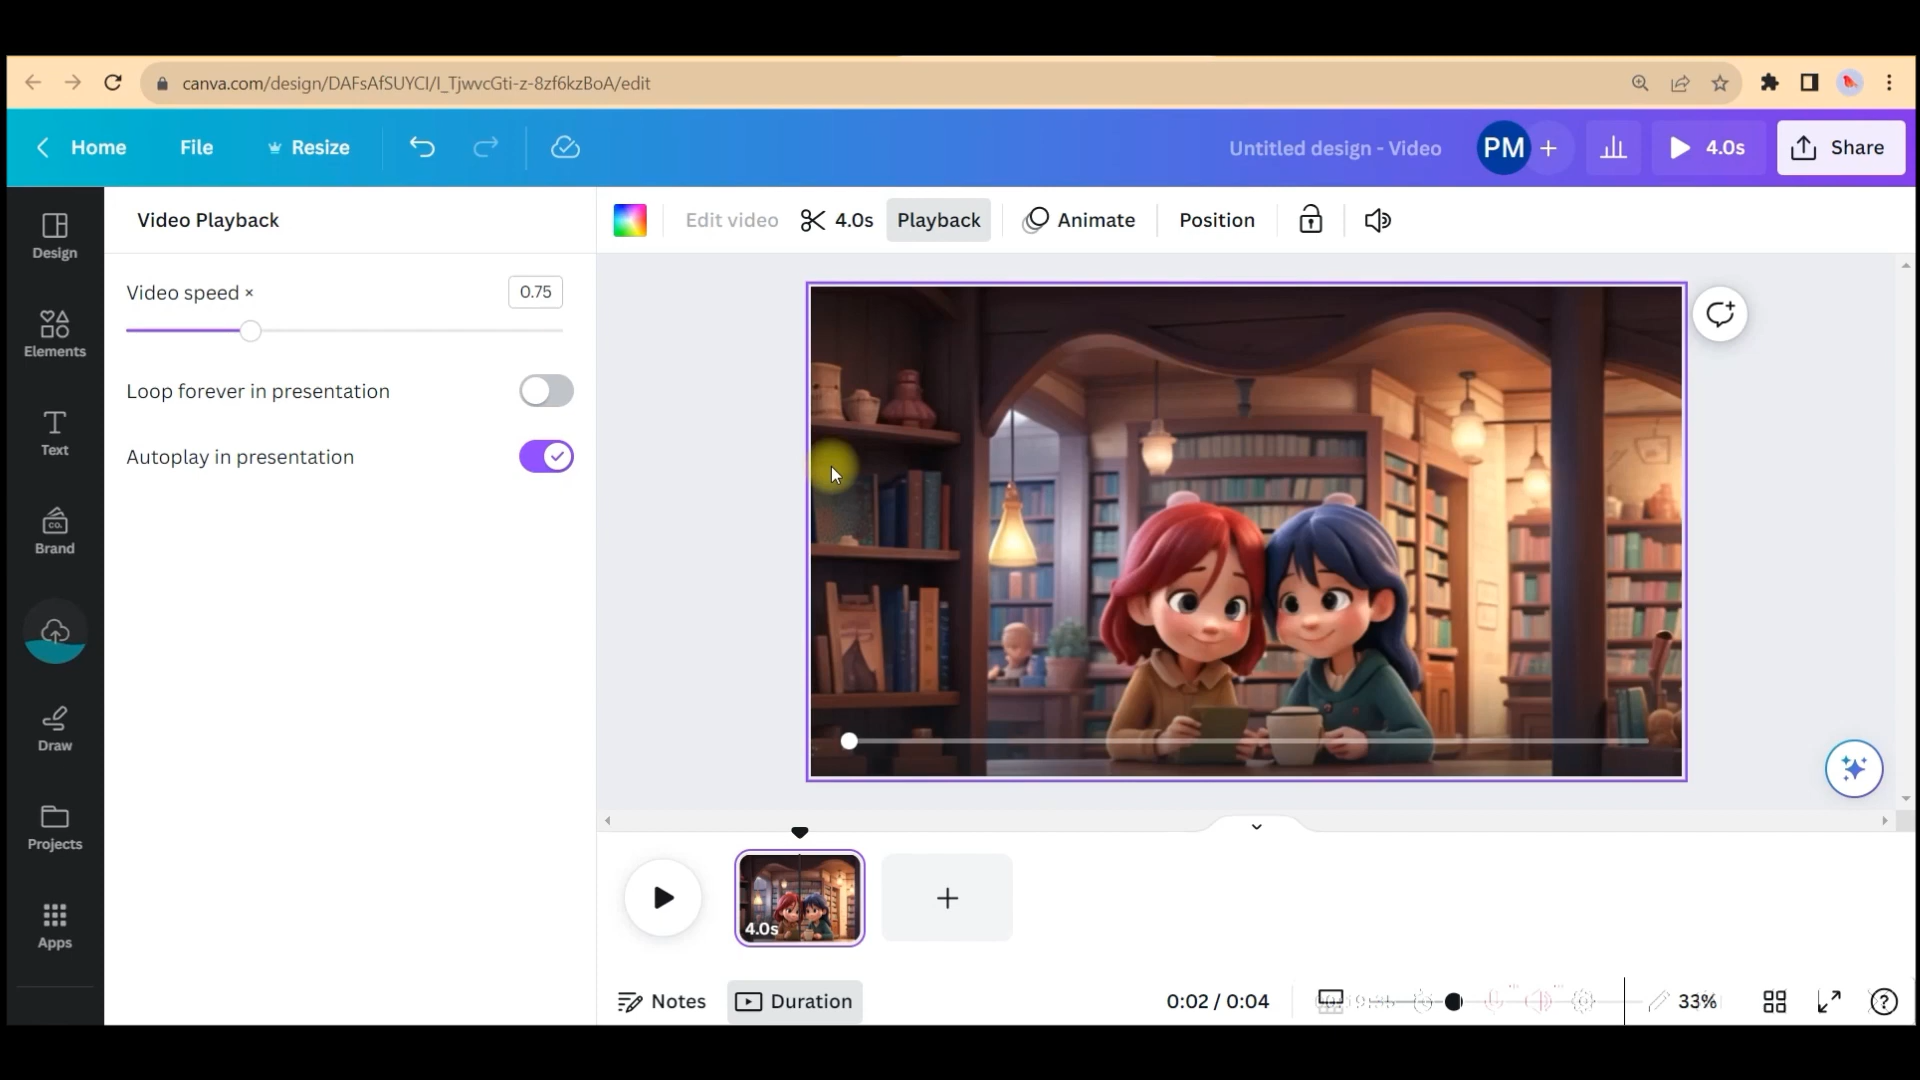 canva.com/design/DAFsAfSUYCI/I_TjwvcGti-z-8zf6kzBoA/edit
Home File Resize Untitled design - Video PM + 4.0s Share
Video Playback
Edit video 4.0s Playback Animate Position
Video speed × 0.75
Loop forever in presentation
Autoplay in presentation
Design
Elements
Text
CO.
Brand
Draw
Projects
Apps
4.0s
Notes Duration 0:02 / 0:04 33%